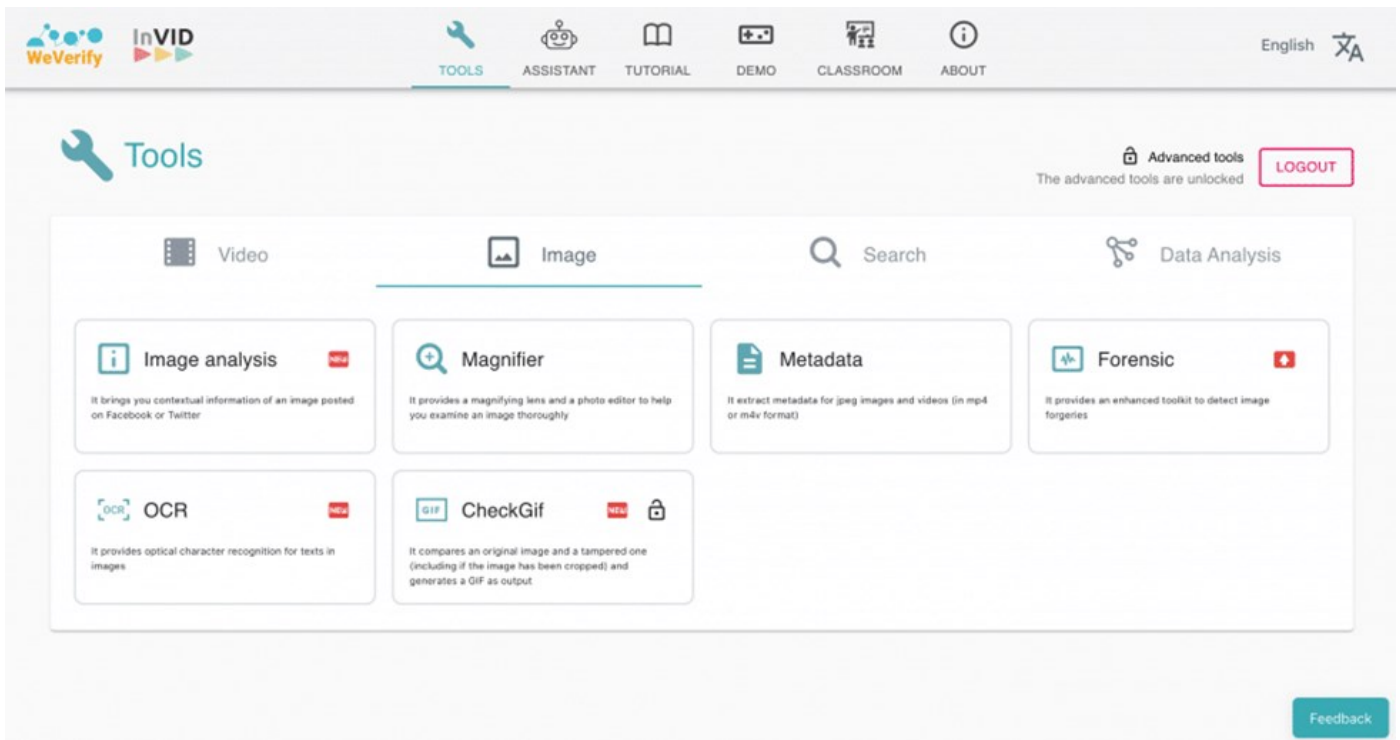 WeVerify
InVID
TOOLS
ASSISTANT
TUTORIAL
DEMO
CLASSROOM
ABOUT
English
Tools
Advanced tools
The advanced tools are unlocked
LOGOUT
Video
Image
Search
Data Analysis
Image analysis
NEW
It brings you contextual information of an image posted
on Facebook or Twitter
Magnifier
It provides a magnifying lens and a photo editor to help
you examine an image thoroughly
Metadata
It extract metadata for jpeg images and videos (in mp4
or m4v format)
Forensic
It provides an enhanced toolkit to detect image
forgeries
OCR
OCR
NEW
It provides optical character recognition for texts in
images
GIF
CheckGif
NEW
It compares an original image and a tampered one
(including if the image has been cropped) and
generates a GIF as output
Feedback